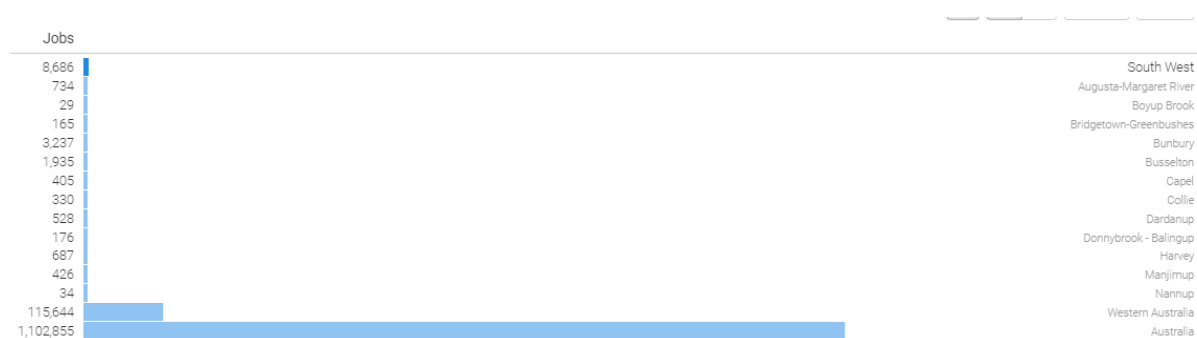 Jobs
8,686 South West
734 Augusta-Margaret River
29 Boyup Brook
165 Bridgetown-Greenbushes
3,237 Bunbury
1,935 Busselton
405 Capel
330 Collie
528 Dardanup
176 Donnybrook - Balingup
687 Harvey
426 Manjimup
34 Nannup
115,644 Western Australia
1,102,855 Australia